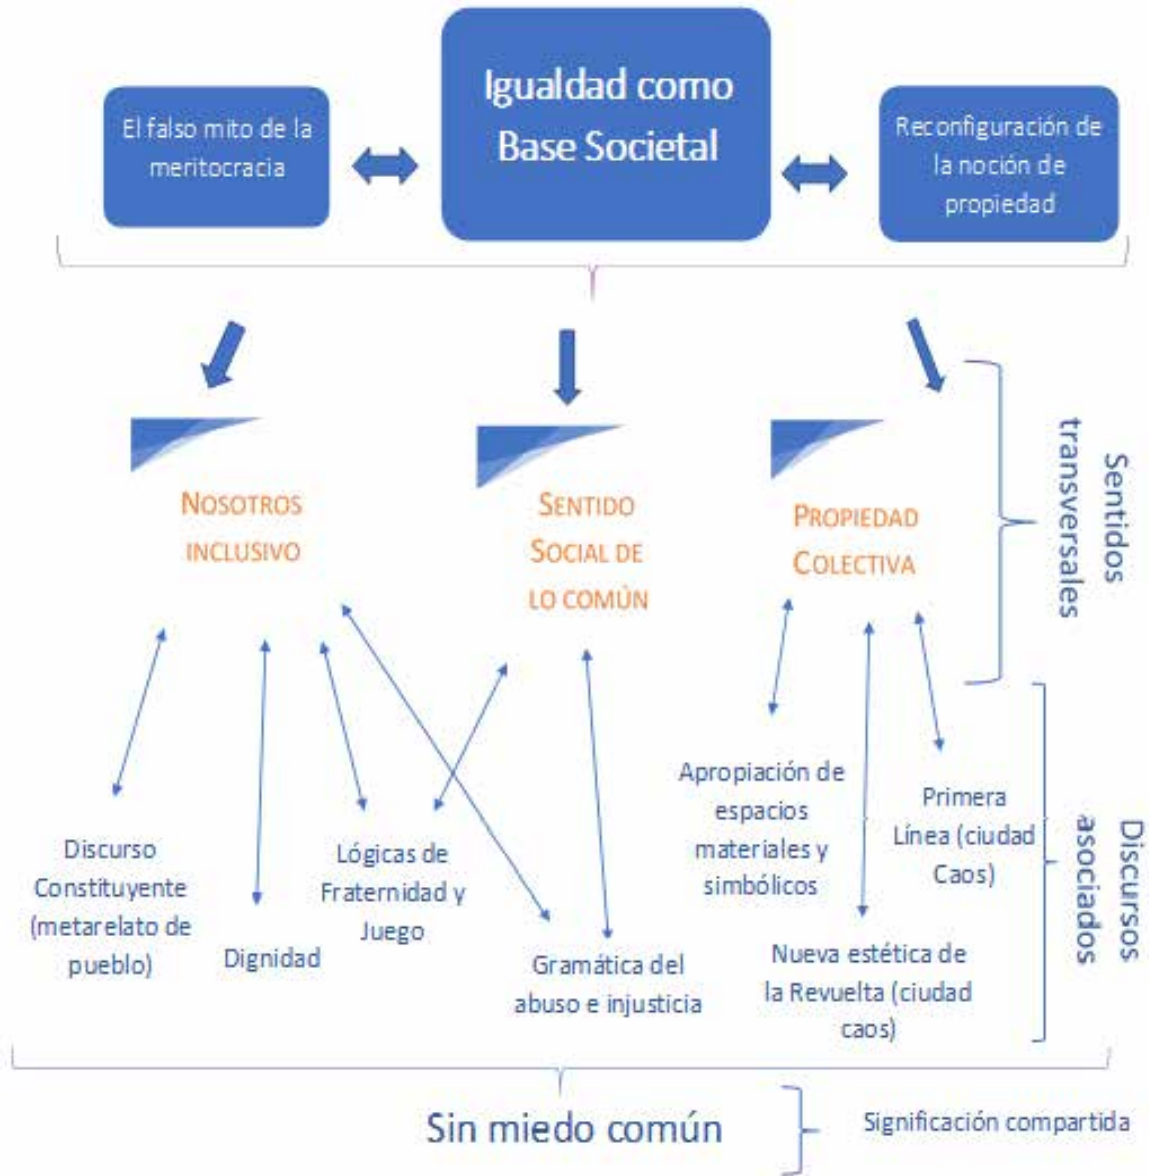 El falso mito de la
meritocracia
Igualdad como
Base Societal
Reconfiguración de
la noción de
propiedad
NOSOTROS
INCLUSIVO
SENTIDO
SOCIAL DE
LO COMÚN
PROPIEDAD
COLECTIVA
Sentidos
transversales
Discurso
Constituyente
(metarelato de
pueblo)
Dignidad
Lógicas de
Fraternidad y
Juego
Gramática del
abuso e injusticia
Apropiación de
espacios
materiales y
simbólicos
Nueva estética de
la Revuelta (ciudad
caos)
Primera
Línea (ciudad
Caos)
Discursos
asociados
Sin miedo común
Significación compartida